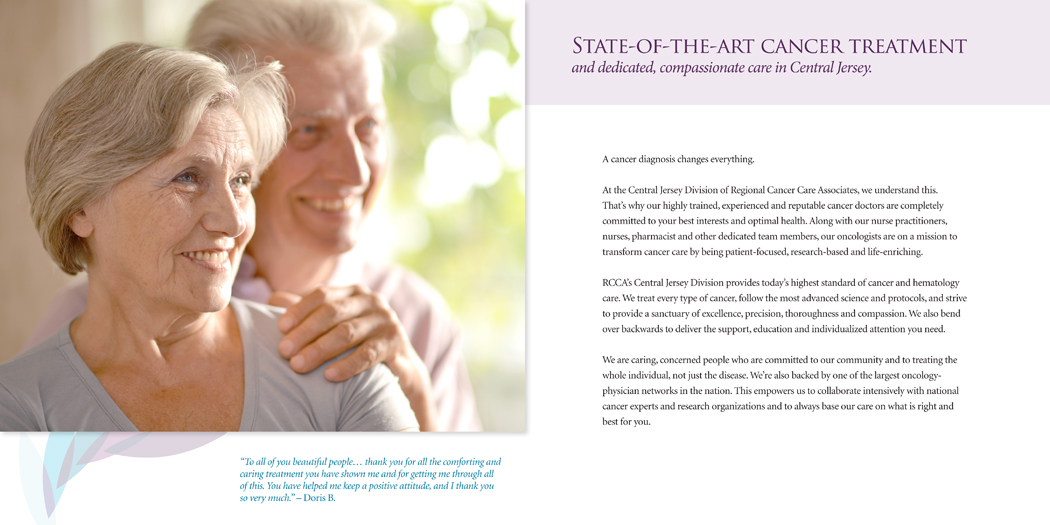 STATE-OF-THE-ART CANCER TREATMENT
and dedicated, compassionate care in Central Jersey.
A cancer diagnosis changes everything.
At the Central Jersey Division of Regional Cancer Care Associates, we understand this.
That's why our highly trained, experienced and reputable cancer doctors are completely
committed to your best interests and optimal health. Along with our nurse practitioners,
nurses, pharmacist and other dedicated team members, our oncologists are on a mission to
transform cancer care by being patient-focused, research-based and life-enriching.
RCCA's Central Jersey Division provides today's highest standard of cancer and hematology
care. We treat every type of cancer, follow the most advanced science and protocols, and strive
to provide a sanctuary of excellence, precision, thoroughness and compassion. We also bend
over backwards to deliver the support, education and individualized attention you need.
We are caring, concerned people who are committed to our community and to treating the
whole individual, not just the disease. We're also backed by one of the largest oncology-
physician networks in the nation. This empowers us to collaborate intensively with national
cancer experts and research organizations and to always base our care on what is right and
best for you.
"To all of you beautiful people… thank you for all the comforting and
caring treatment you have shown me and for getting me through all
of this. You have helped me keep a positive attitude, and I thank you
so very much." – Doris B.